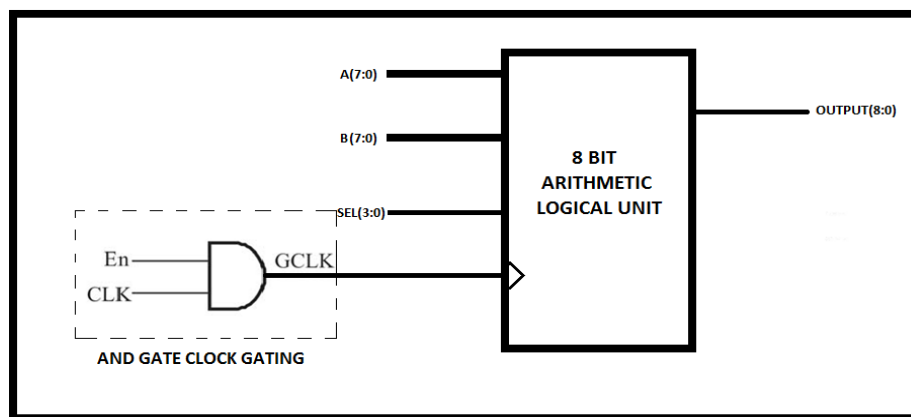 A(7:0)
OUTPUT(8:0)
B(7:0)
8 BIT
ARITHMETIC
LOGICAL UNIT
SEL(3:0)
En
GCLK
CLK
AND GATE CLOCK GATING